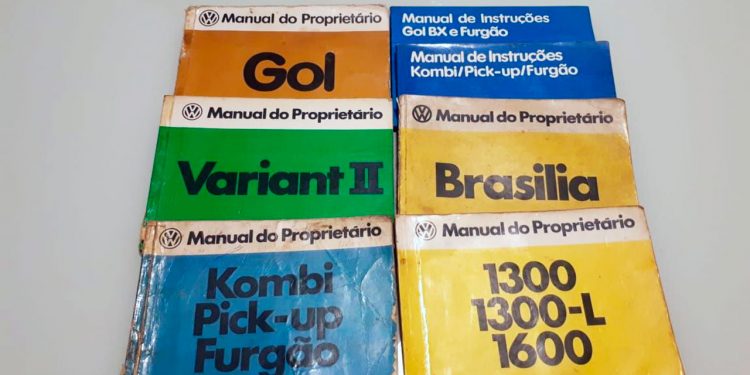 Manual do Proprietário
Gol
Manual de Instruções
Gol BX e Furgão
Manual de Instruções
Kombi/Pick-up/Furgão
Manual do Proprietário
Variant II
Manual do Proprietário
Brasilia
Manual do Proprietário
Kombi
Pick-up
Furgão
Manual do Proprietário
1300
1300-L
1600